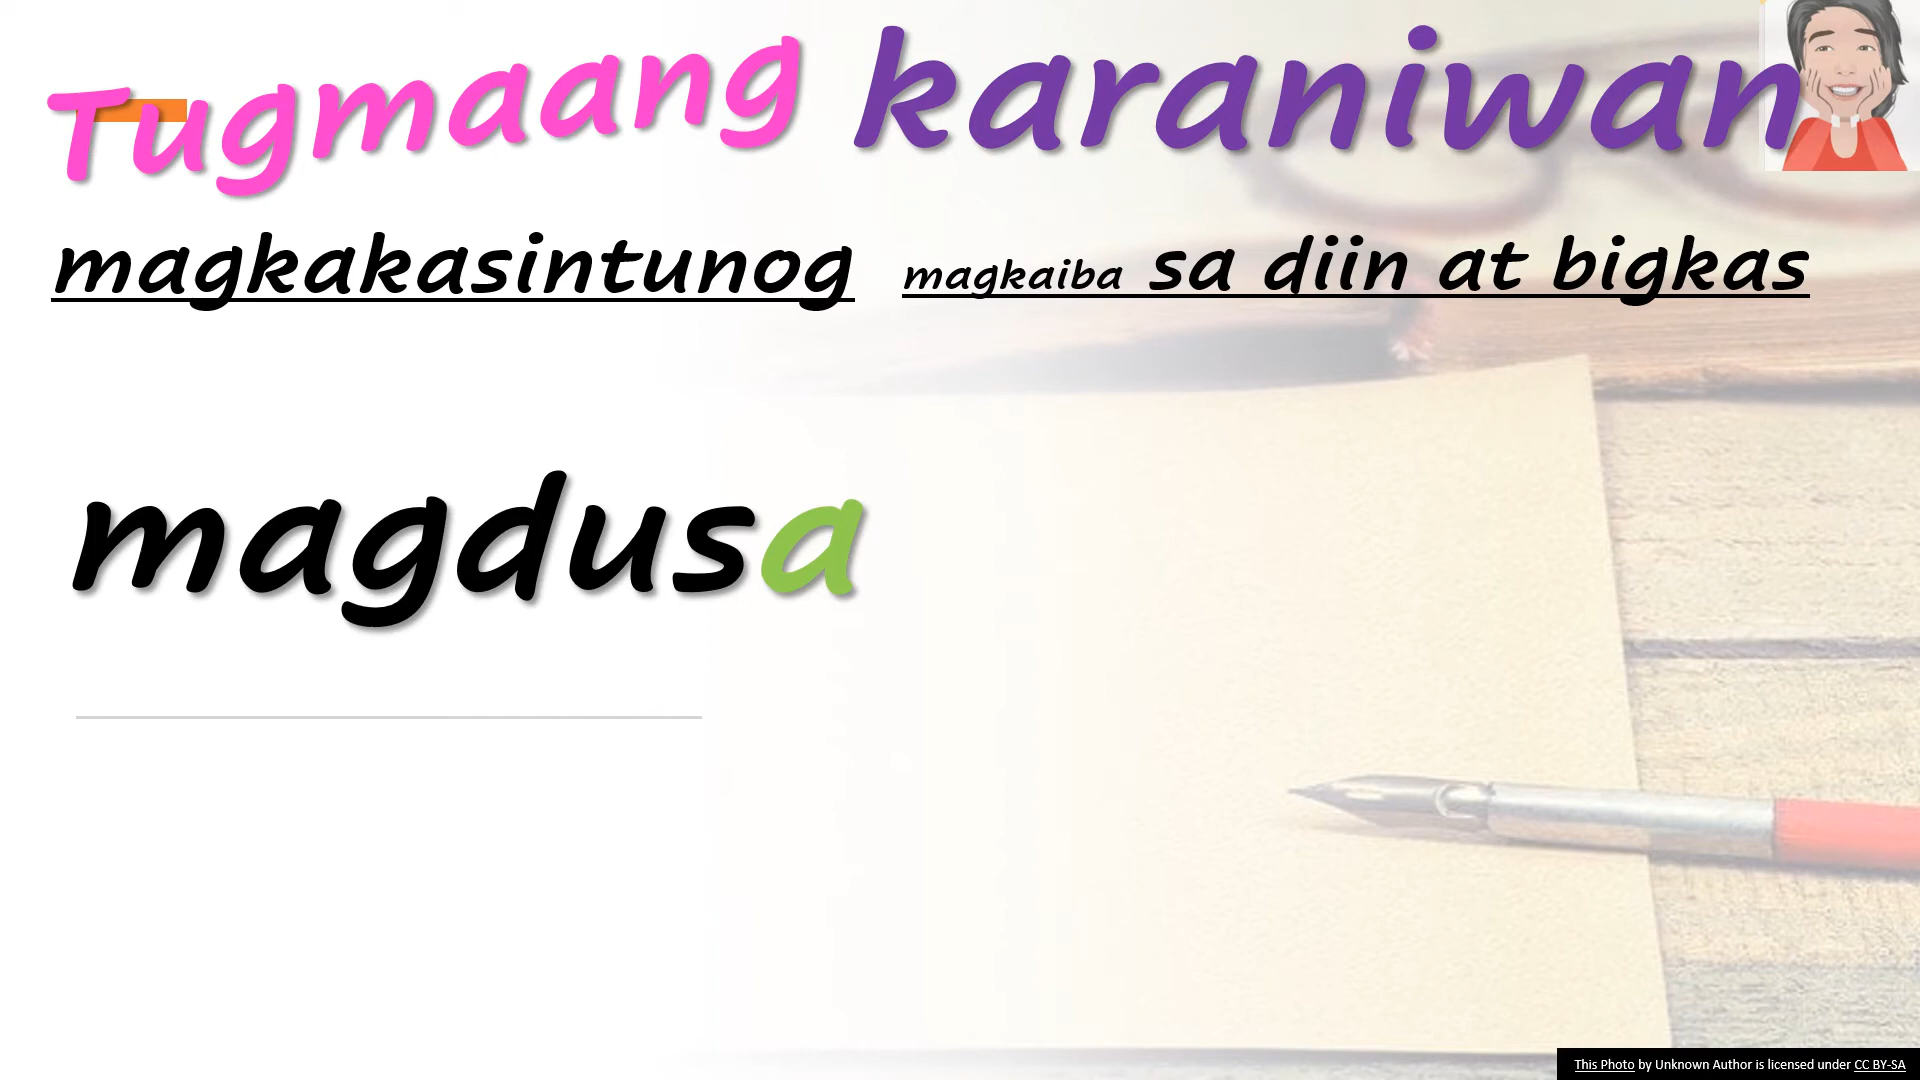 Tugmaang karaniwan
magkakasintunog magkaiba sa diin at bigkas
magdusa
This Photo by Unknown Author is licensed under CC BY-SA